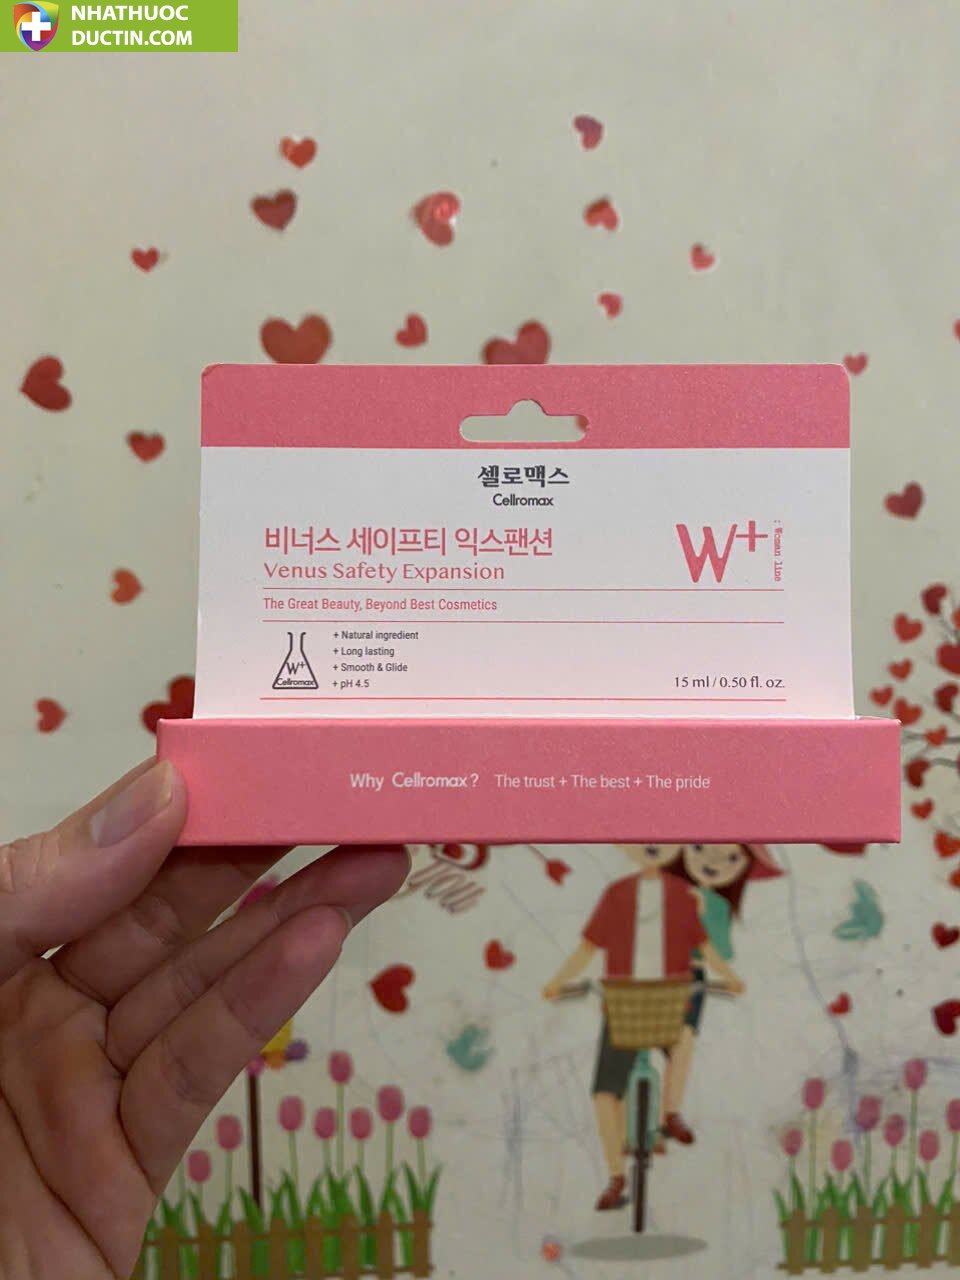 NHATHUOC
DUCTIN.COM
셀로맥스
Cellromax
비너스 세이프티 익스팬션
Venus Safety Expansion
W+
: Woman line
The Great Beauty, Beyond Best Cosmetics
W+
Cellromax
+ Natural ingredient
+ Long lasting
+ Smooth & Glide
+ pH 4.5
15 ml / 0.50 fl. oz.
Why Cellromax? The trust + The best + The pride
YOU